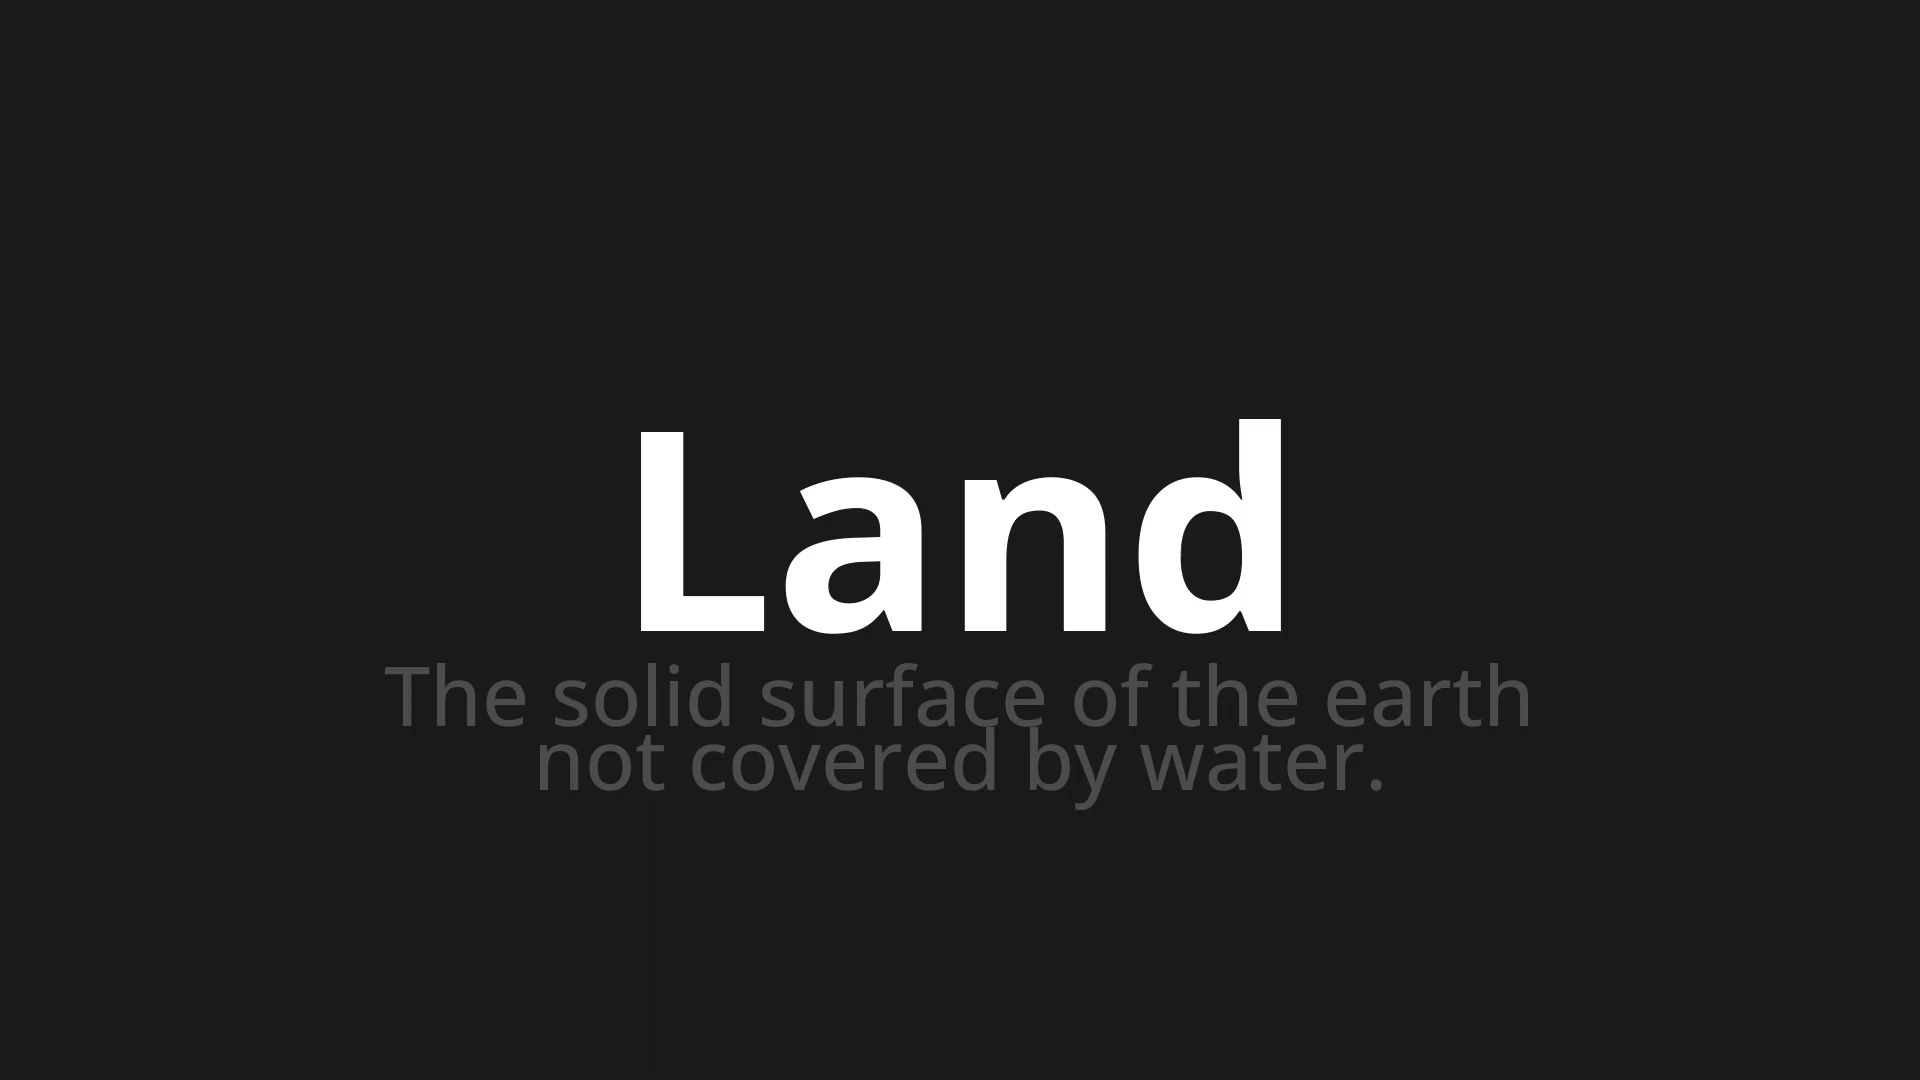 Land
The solid surface of the earth
not covered by water.